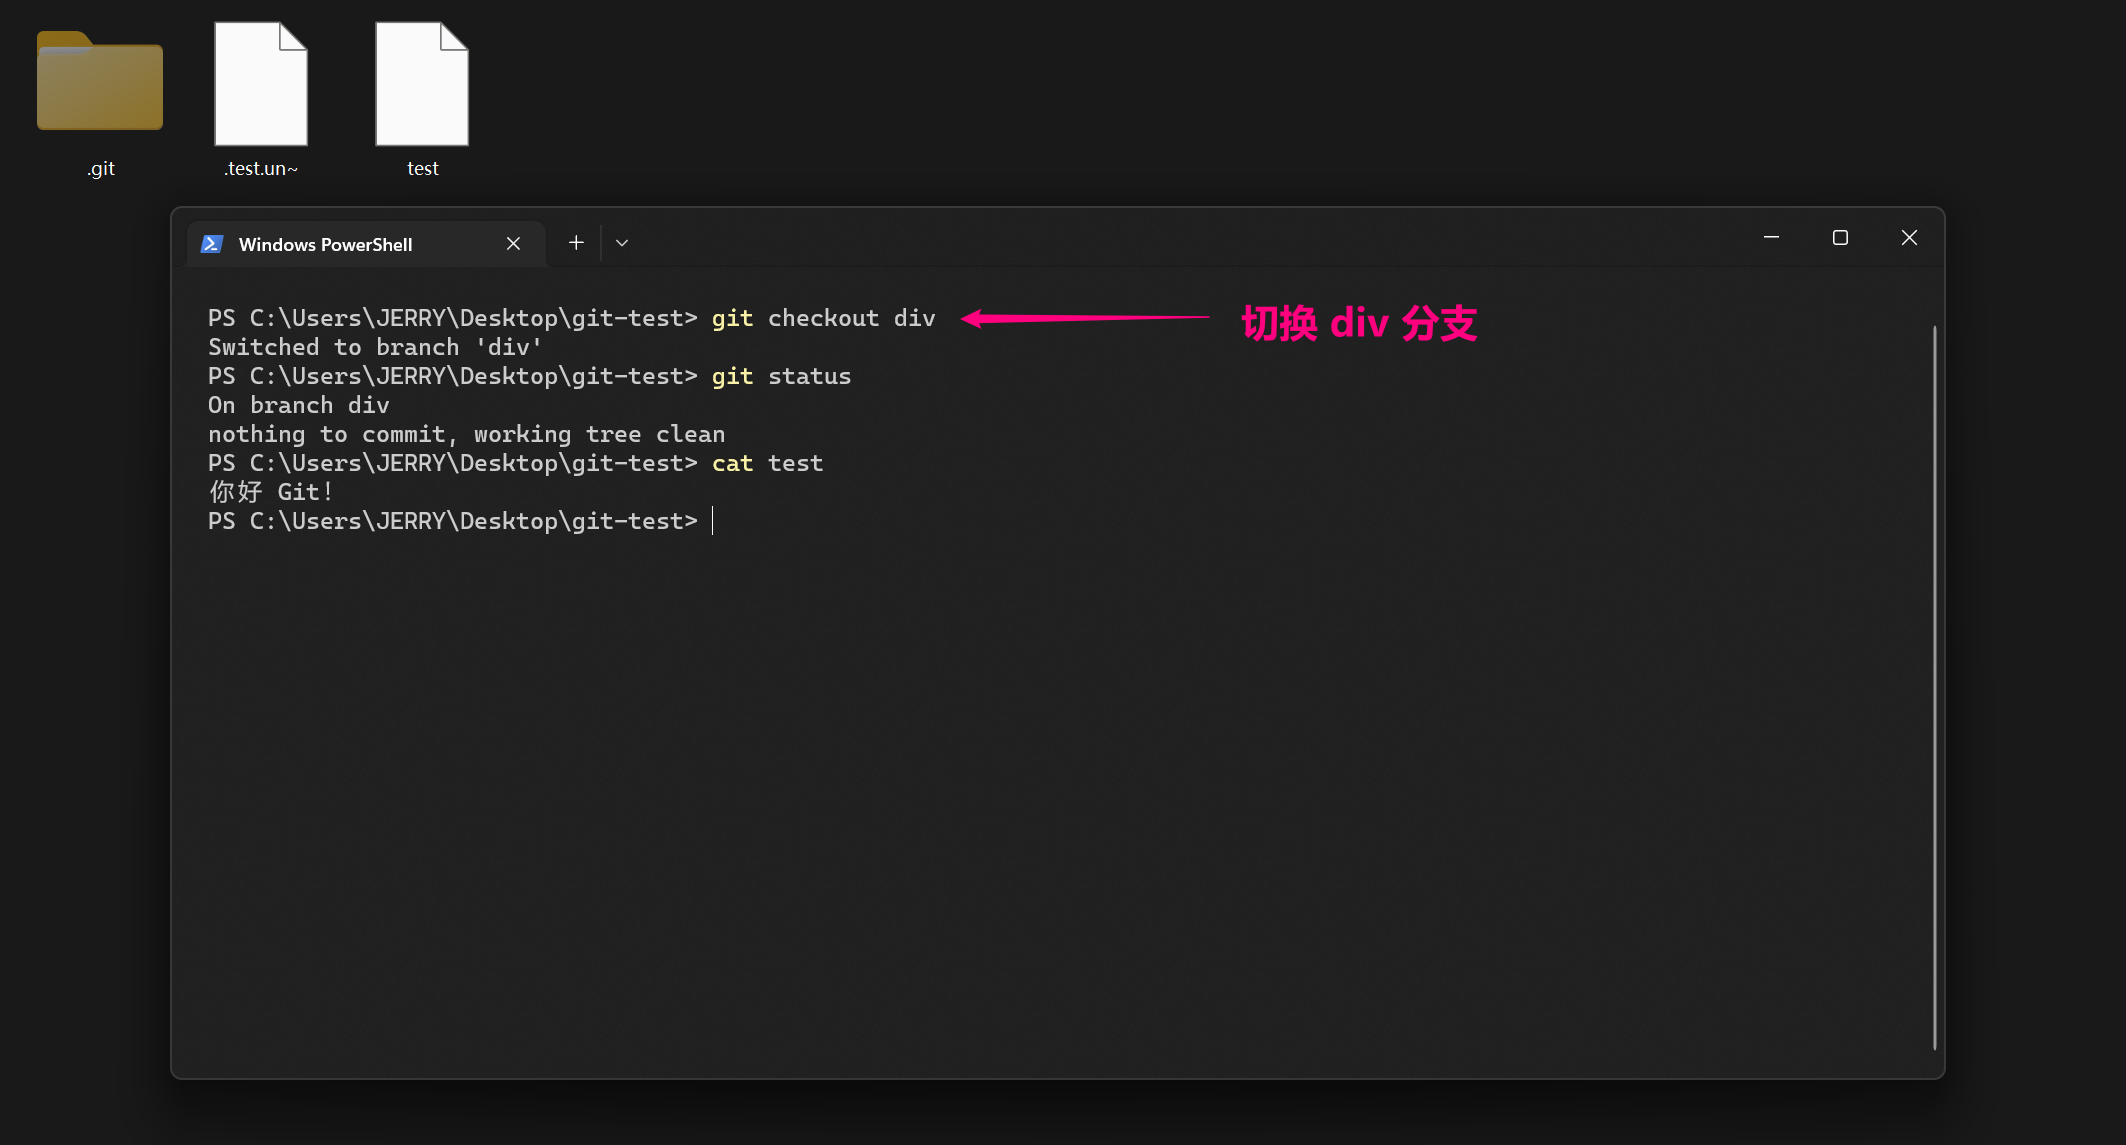 .git
.test.un~
test
Windows PowerShell
PS C:\Users\JERRY\Desktop\git-test> git checkout div
切换 div 分支
Switched to branch 'div'
PS C:\Users\JERRY\Desktop\git-test> git status
On branch div
nothing to commit, working tree clean
PS C:\Users\JERRY\Desktop\git-test> cat test
你好 Git!
PS C:\Users\JERRY\Desktop\git-test>